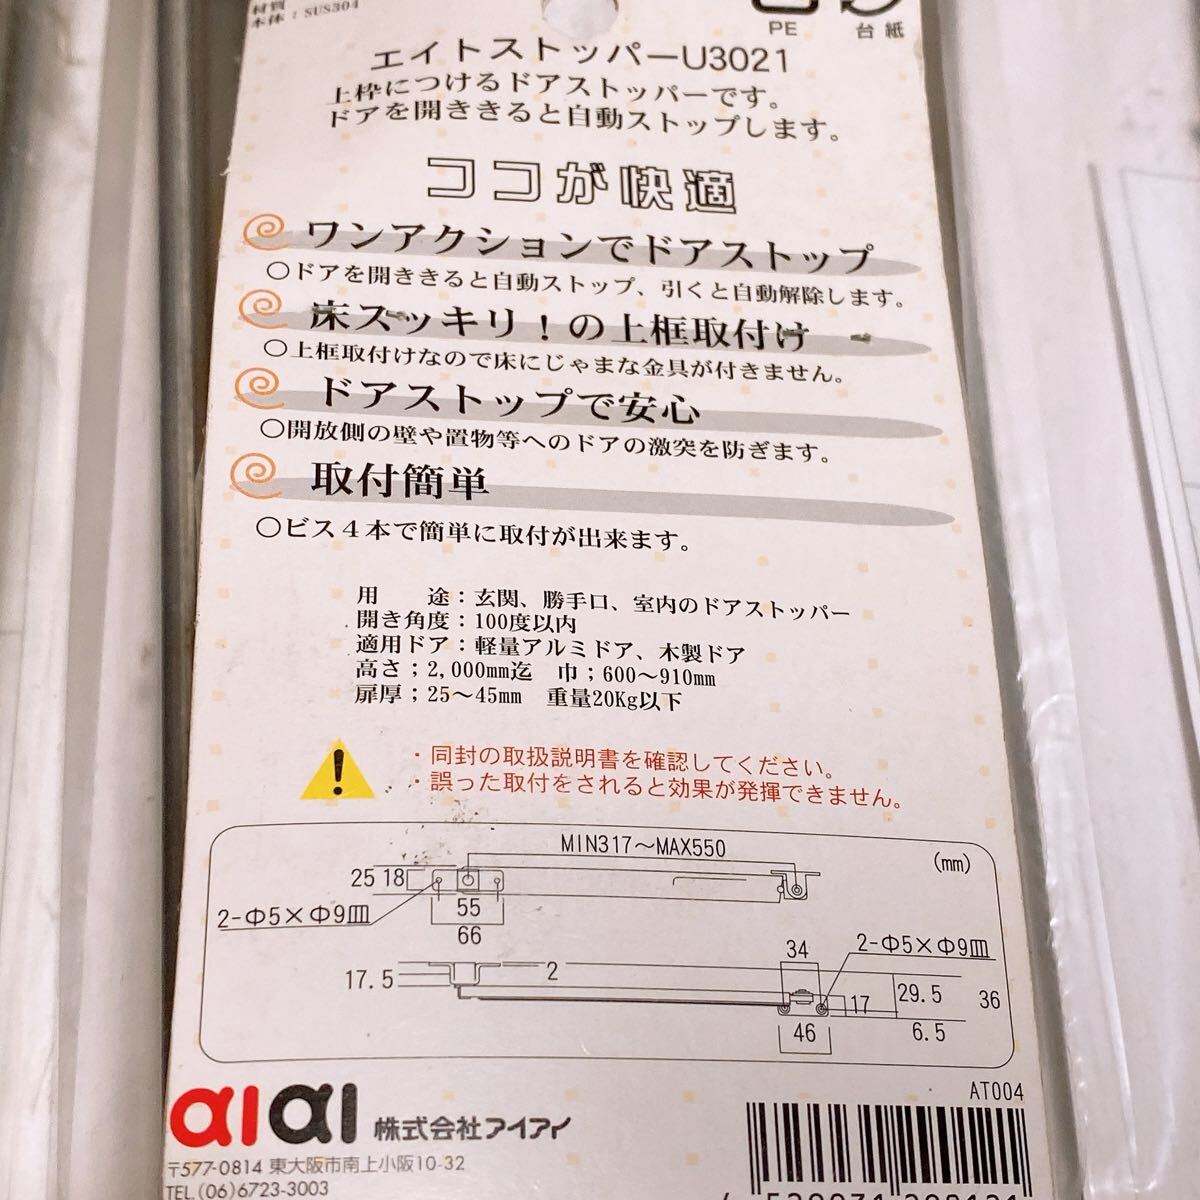 材質
本体：SUS304
PE
台紙
エイトストッパーU3021
上枠につけるドアストッパーです。
ドアを開ききると自動ストップします。
ココが快適
ワンアクションでドアストップ
○ドアを開ききると自動ストップ、引くと自動解除します。
床スッキリ！の上框取付け
○上框取付けなので床にじゃまな金具が付きません。
ドアストップで安心
○開放側の壁や置物等へのドアの激突を防ぎます。
取付簡単
○ビス４本で簡単に取付が出来ます。
用　　途：玄関、勝手口、室内のドアストッパー
開き角度：100度以内
適用ドア：軽量アルミドア、木製ドア
高さ；2,000mm迄　巾；600～910mm
扉厚；25～45mm　重量20Kg以下
・同封の取扱説明書を確認してください。
・誤った取付をされると効果が発揮できません。
MIN317～MAX550
(mm)
25 18
2-Φ5×Φ9皿
55
66
34
2-Φ5×Φ9皿
17.5
2
17
29.5
36
46
6.5
AT004
aiai 株式会社アイアイ
〒577-0814 東大阪市南上小阪10-32
TEL.(06)6723-3003